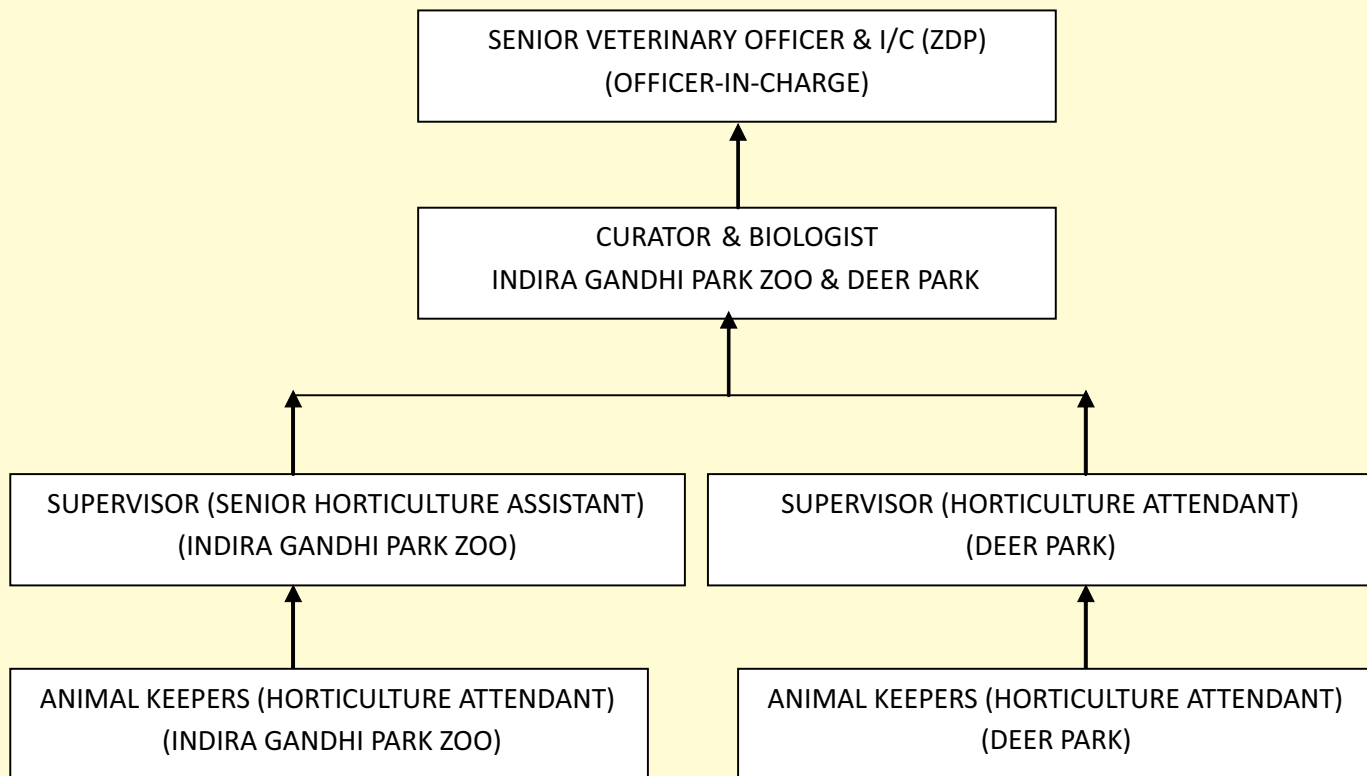 SENIOR VETERINARY OFFICER & I/C (ZDP)
(OFFICER-IN-CHARGE)
CURATOR & BIOLOGIST
INDIRA GANDHI PARK ZOO & DEER PARK
SUPERVISOR (SENIOR HORTICULTURE ASSISTANT)
(INDIRA GANDHI PARK ZOO)
SUPERVISOR (HORTICULTURE ATTENDANT)
(DEER PARK)
ANIMAL KEEPERS (HORTICULTURE ATTENDANT)
(INDIRA GANDHI PARK ZOO)
ANIMAL KEEPERS (HORTICULTURE ATTENDANT)
(DEER PARK)